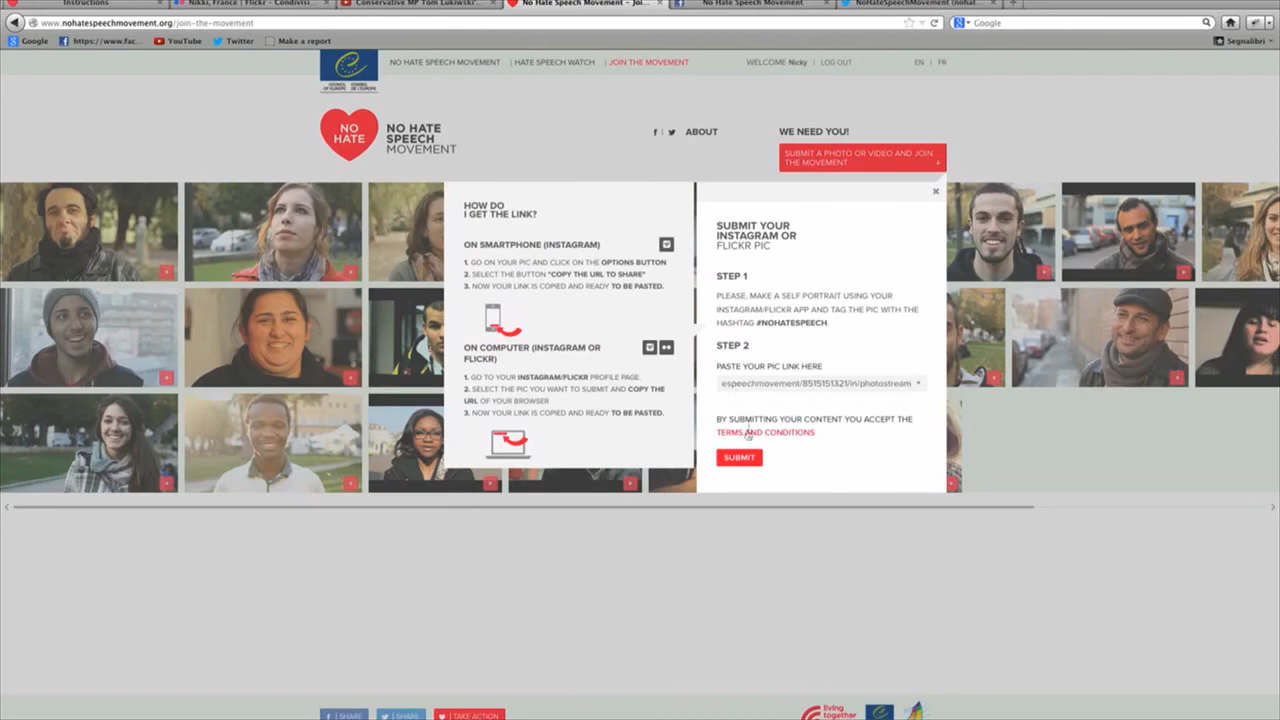 Instructions
Nikki, France | Flickr - Condivisi...
Conservative MP Tom Lukiwski'...
No Hate Speech Movement – Joi...
No Hate Speech Movement
NoHateSpeechMovement (nohat...
www.nohatespeechmovement.org/join-the-movement
Google
Google
https://www.fac...
YouTube
Twitter
Make a report
Segnalibri
COUNCIL OF EUROPE
CONSEIL DE L'EUROPE
NO HATE SPEECH MOVEMENT | HATE SPEECH WATCH | JOIN THE MOVEMENT
WELCOME Nicky | LOG OUT
EN | FR
NO
HATE
NO HATE
SPEECH
MOVEMENT
ABOUT
WE NEED YOU!
SUBMIT A PHOTO OR VIDEO AND JOIN
THE MOVEMENT
HOW DO
I GET THE LINK?
ON SMARTPHONE (INSTAGRAM)
1. GO ON YOUR PIC AND CLICK ON THE OPTIONS BUTTON
2. SELECT THE BUTTON "COPY THE URL TO SHARE"
3. NOW YOUR LINK IS COPIED AND READY TO BE PASTED.
ON COMPUTER (INSTAGRAM OR
FLICKR)
1. GO TO YOUR INSTAGRAM/FLICKR PROFILE PAGE.
2. SELECT THE PIC YOU WANT TO SUBMIT AND COPY THE
URL OF YOUR BROWSER
3. NOW YOUR LINK IS COPIED AND READY TO BE PASTED.
SUBMIT YOUR
INSTAGRAM OR
FLICKR PIC
STEP 1
PLEASE, MAKE A SELF PORTRAIT USING YOUR
INSTAGRAM/FLICKR APP AND TAG THE PIC WITH THE
HASHTAG #NOHATESPEECH.
STEP 2
PASTE YOUR PIC LINK HERE
espeechmovement/8515151321/in/photostream
BY SUBMITTING YOUR CONTENT YOU ACCEPT THE
TERMS AND CONDITIONS
SUBMIT
SHARE
SHARE
TAKE ACTION
living
together